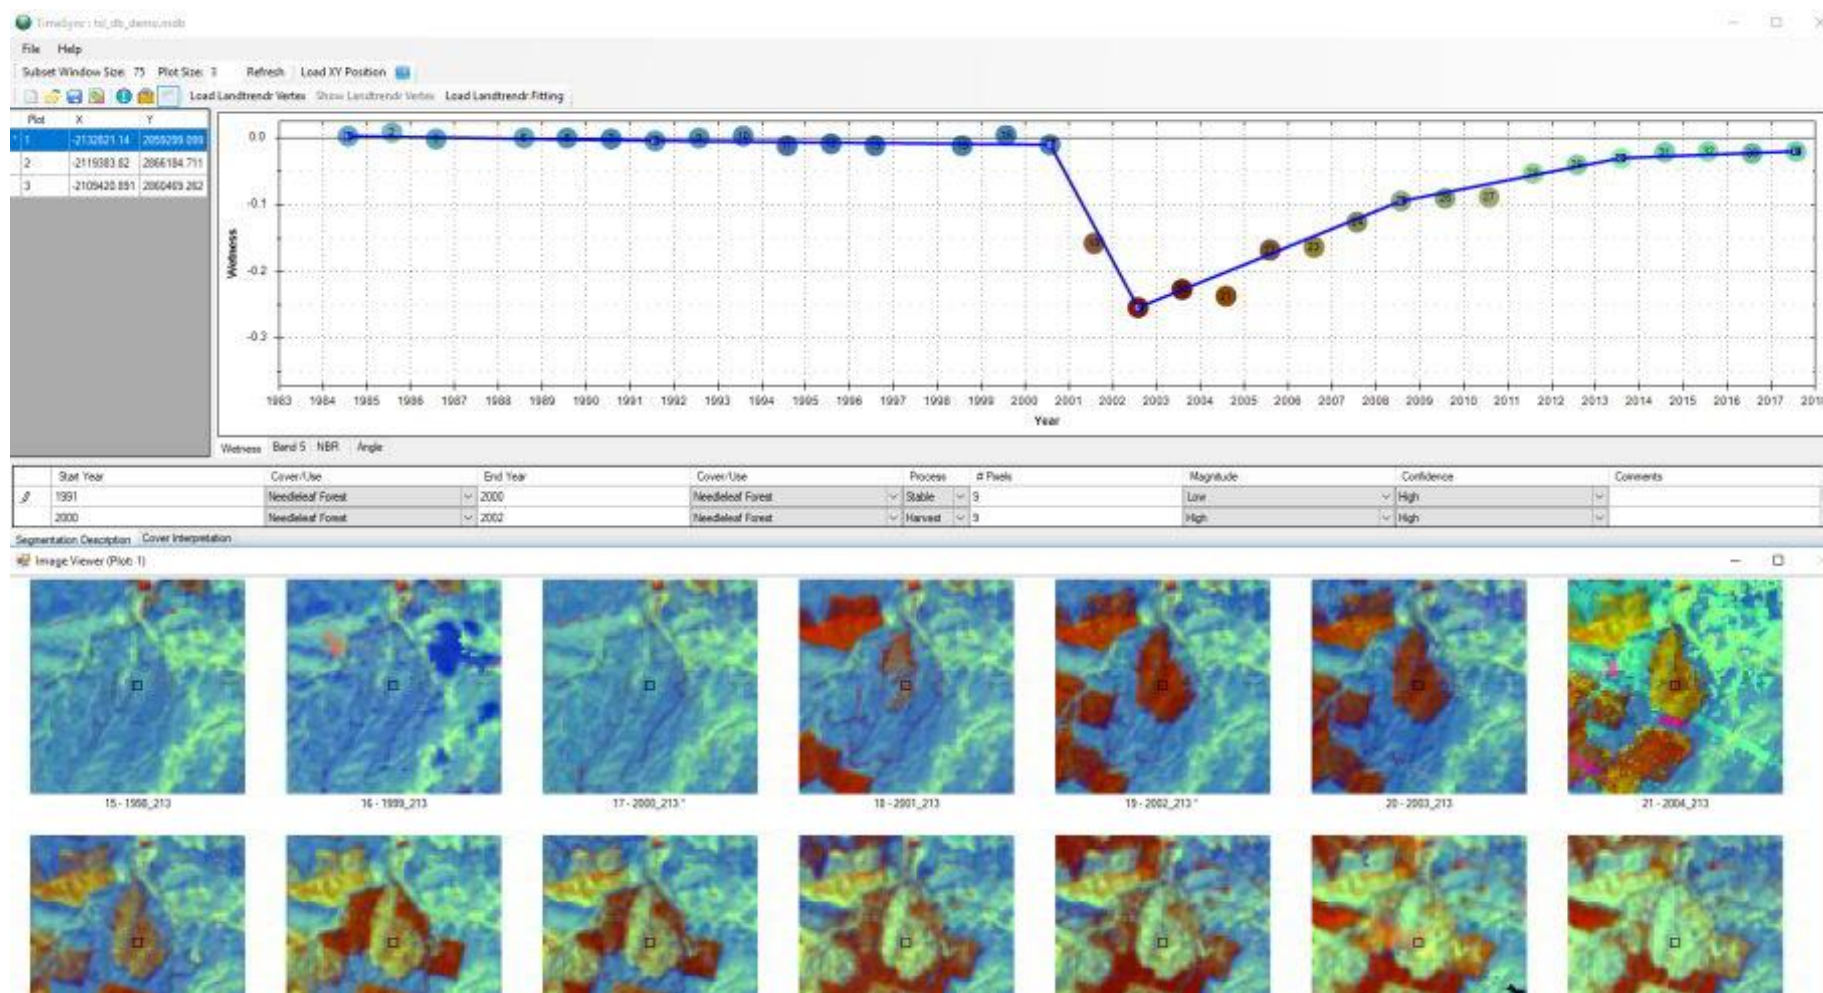 TimeSync : tsl_db_demo.mdb
File Help
Subset Window Size: 75 Plot Size: 3 Refresh Load XY Position
Load Landtrendr Vertex Show Landtrendr Vertex Load Landtrendr Fitting
Plot X Y
1 -2132821.14
2 -2119383.82 2866184.711
3 -2109420.891 2860469.262
0.0
-0.1
-0.2
-0.3
Wetness
1983 1984 1985 1986 1987 1988 1989 1990 1991 1992 1993 1994 1995 1996 1997 1998 1999 2000 2001 2002 2003 2004 2005 2006 2007 2008 2009 2010 2011 2012 2013 2014 2015 2016 2017
Year
Wetness Band 5 NBR Angle
Start Year Cover/Use End Year Cover/Use Process # Pixels Magnitude Confidence Comments
1991 Needleleaf Forest 2000 Needleleaf Forest Stable 9 Low High
2000 Needleleaf Forest 2002 Needleleaf Forest Harvest 9 High High
Segmentation Description Cover Interpretation
Image Viewer (Plot: 1)
15 - 1998_213 16 - 1999_213 17 - 2000_213 * 18 - 2001_213 19 - 2002_213 * 20 - 2003_213 21 - 2004_213